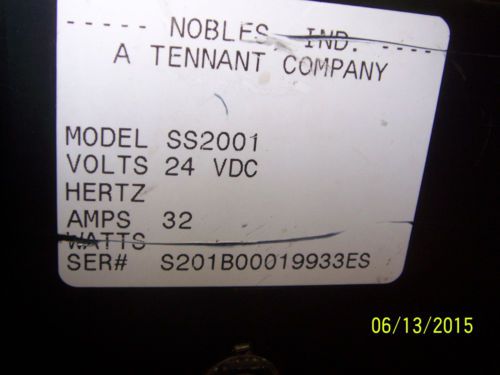 ----- NOBLES IND. ----
A TENNANT COMPANY
MODEL SS2001
VOLTS 24 VDC
HERTZ
AMPS 32
WATTS
SER# S201B00019933ES
06/13/2015